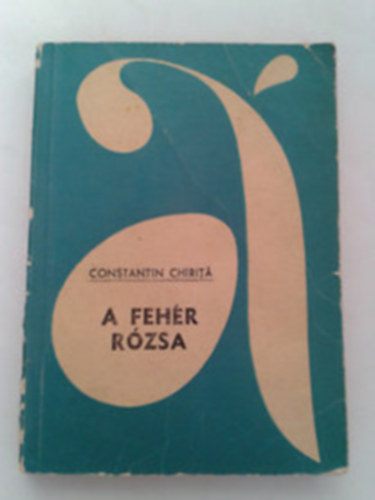 á
CONSTANTIN CHIRIȚĂ
A FEHÉR
RÓZSA